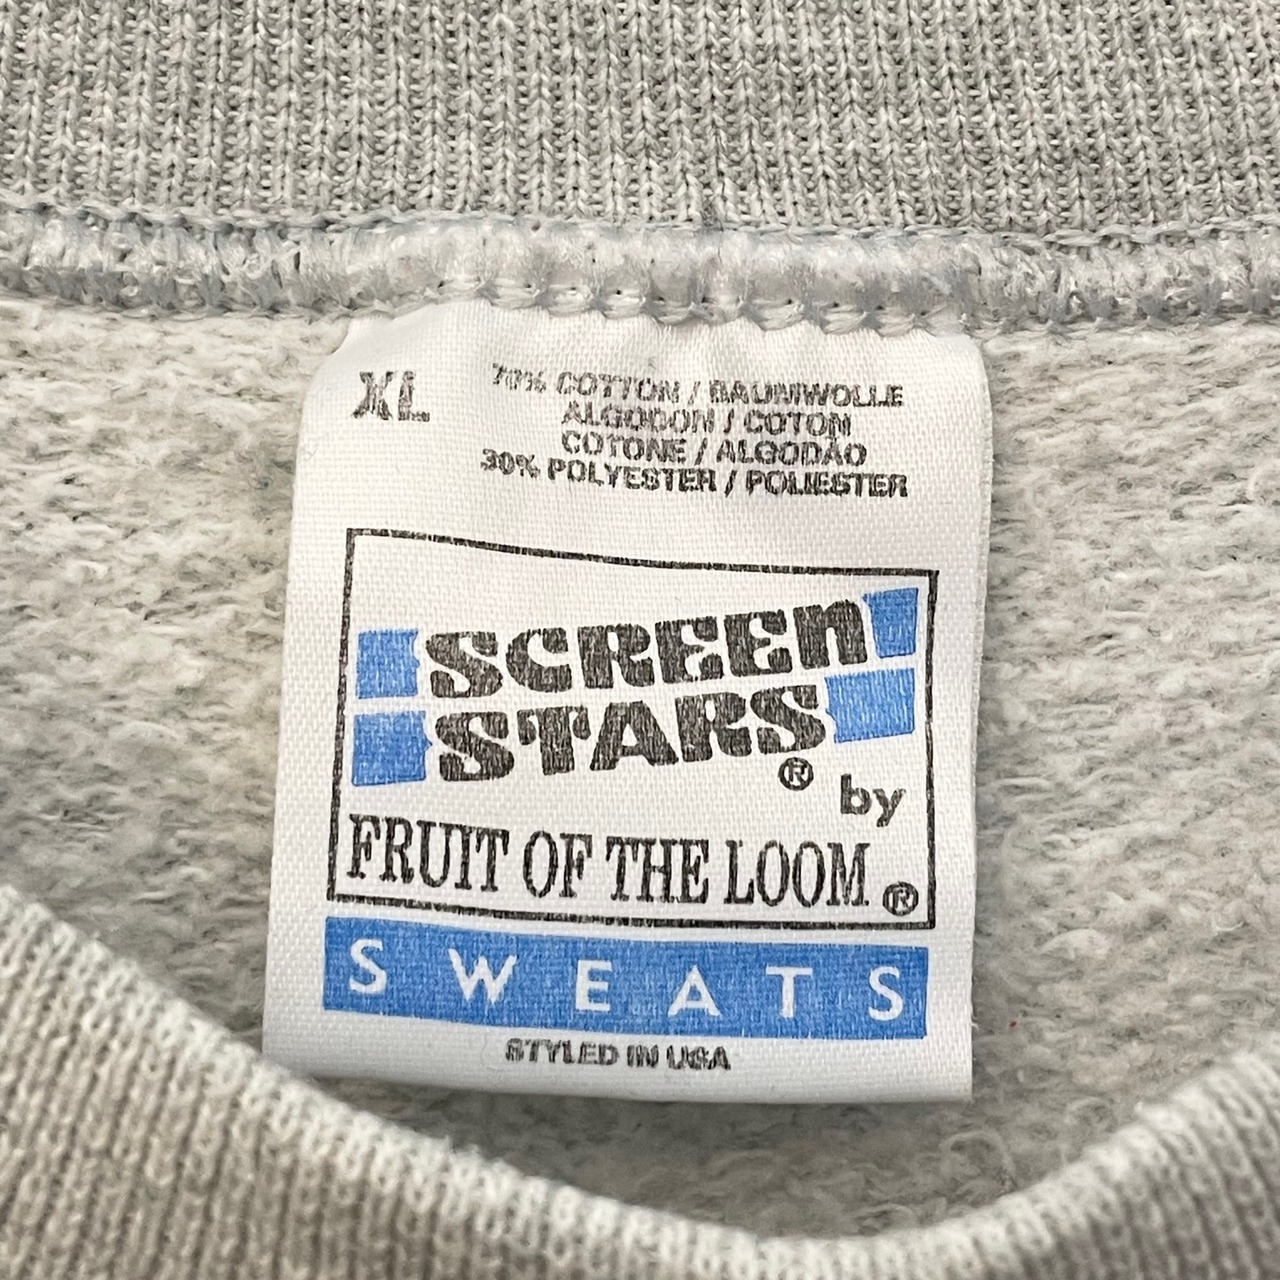 XL
70% COTTON / BAUMWOLLE
ALGODON / COTON
COTONE / ALGODÃO
30% POLYESTER / POLIESTER
SCREEN
STARS® by
FRUIT OF THE LOOM®
SWEATS
STYLED IN USA